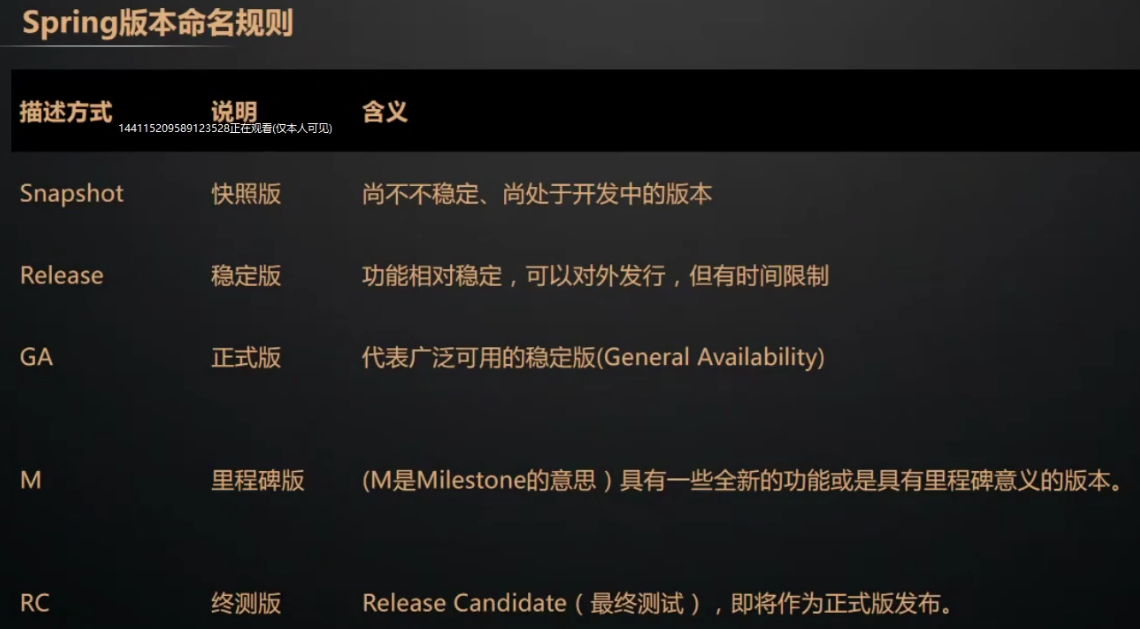 Spring版本命名规则
描述方式 说明 含义
144115209589123528正在观看(仅本人可见)
Snapshot 快照版 尚不不稳定、尚处于开发中的版本
Release 稳定版 功能相对稳定，可以对外发行，但有时间限制
GA 正式版 代表广泛可用的稳定版(General Availability)
M 里程碑版 (M是Milestone的意思）具有一些全新的功能或是具有里程碑意义的版本。
RC 终测版 Release Candidate（最终测试），即将作为正式版发布。